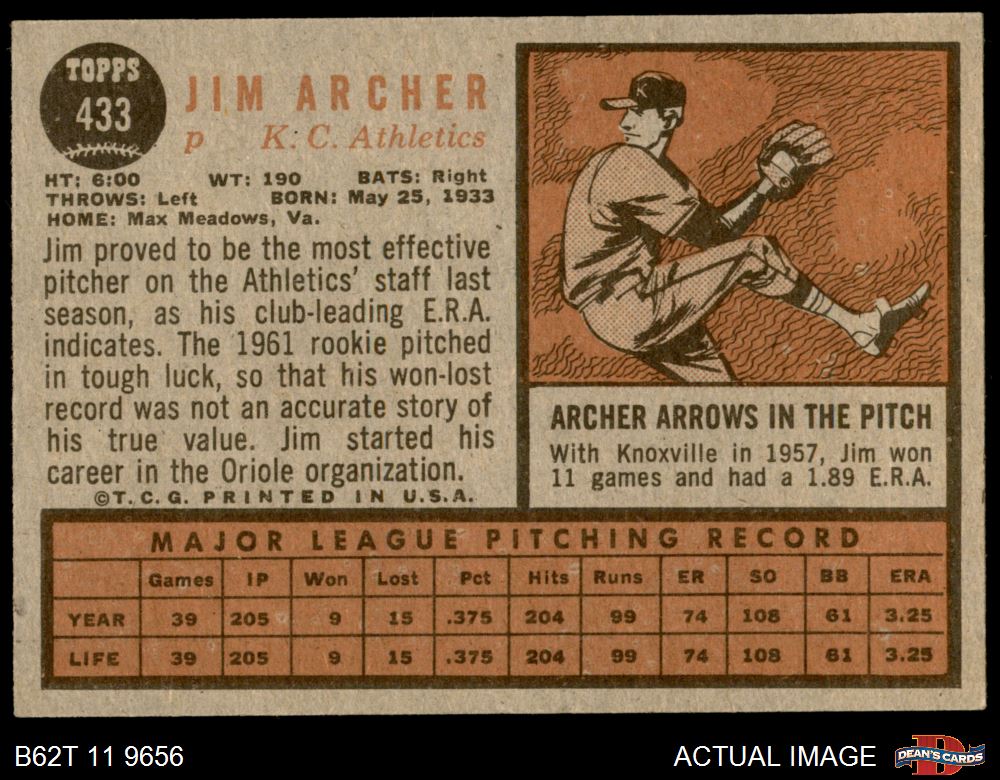 TOPPS
433
JIM ARCHER
p K. C. Athletics
HT: 6:00 WT: 190 BATS: Right
THROWS: Left BORN: May 25, 1933
HOME: Max Meadows, Va.
Jim proved to be the most effective
pitcher on the Athletics' staff last
season, as his club-leading E.R.A.
indicates. The 1961 rookie pitched
in tough luck, so that his won-lost
record was not an accurate story of
his true value. Jim started his
career in the Oriole organization.
©T. C. G. PRINTED IN U.S.A.
K
ARCHER ARROWS IN THE PITCH
With Knoxville in 1957, Jim won
11 games and had a 1.89 E.R.A.
MAJOR LEAGUE PITCHING RECORD
Games IP Won Lost Pct Hits Runs ER SO BB ERA
YEAR 39 205 9 15 .375 204 99 74 108 61 3.25
LIFE 39 205 9 15 .375 204 99 74 108 61 3.25
B62T 11 9656
ACTUAL IMAGE
D
DEAN'S CARDS